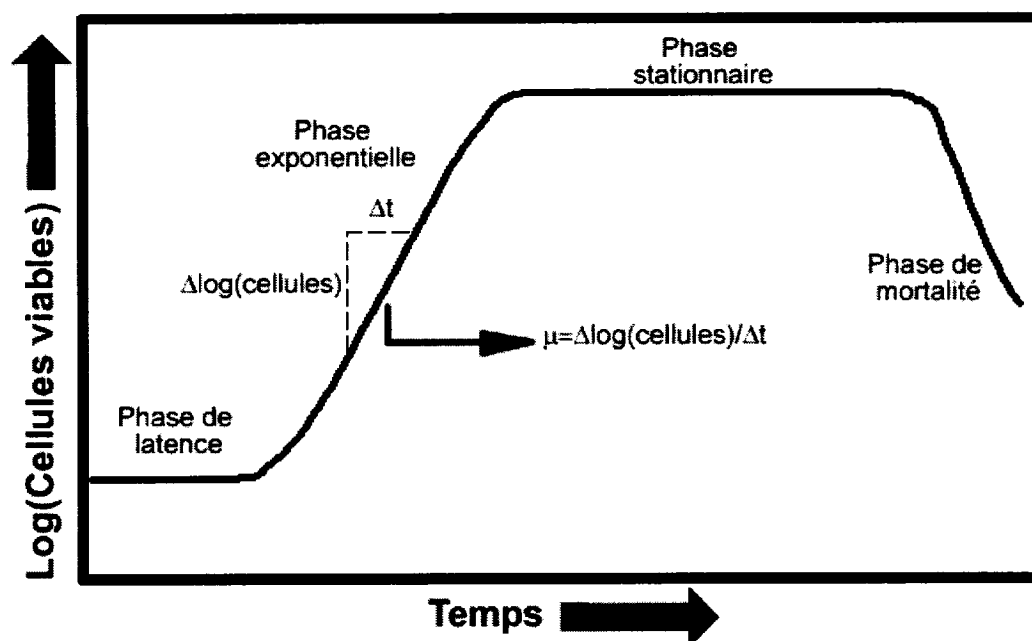 Log(Cellules viables)
Phase
stationnaire
Phase
exponentielle
Δt
Δlog(cellules)
μ=Δlog(cellules)/Δt
Phase de
mortalité
Phase de
latence
Temps